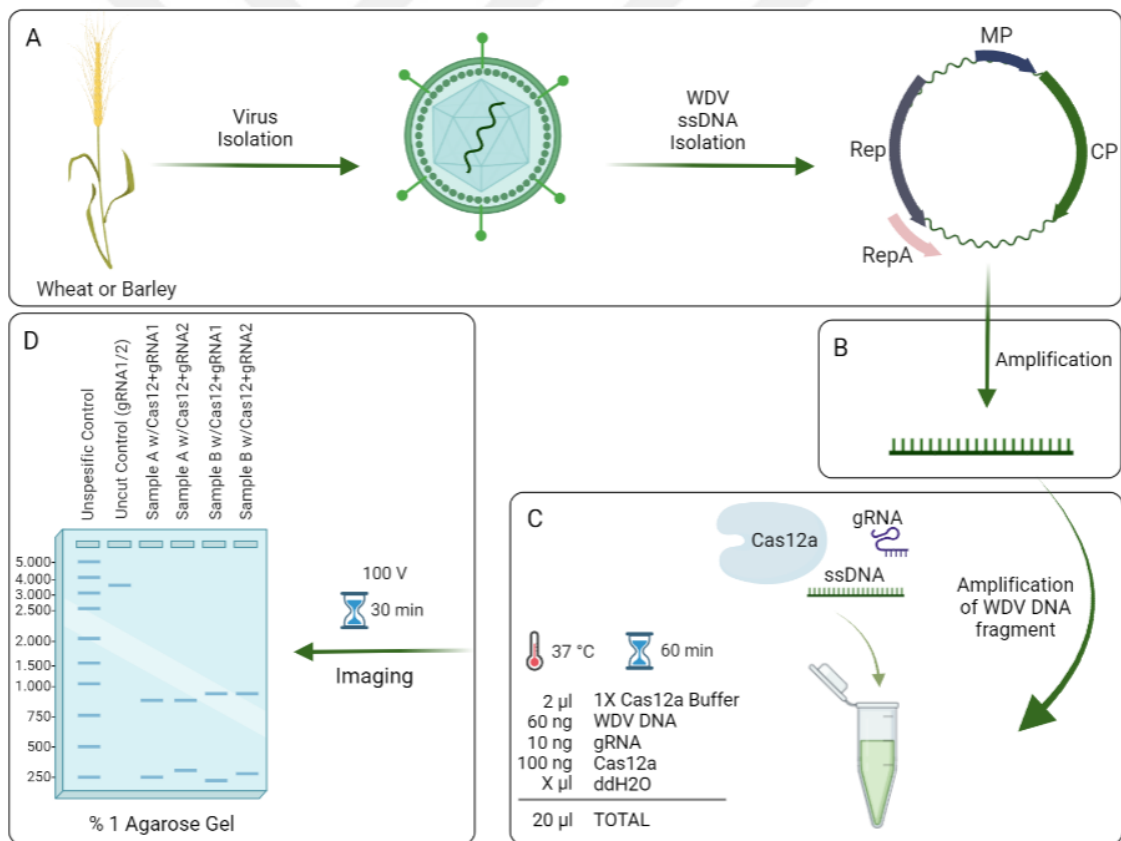 A
Virus
Isolation
WDV
ssDNA
Isolation
MP
Rep
CP
RepA
Wheat or Barley
B
Amplification
C
Cas12a
gRNA
ssDNA
Amplification
of WDV DNA
fragment
37 °C
60 min
2 µl 1X Cas12a Buffer
60 ng WDV DNA
10 ng gRNA
100 ng Cas12a
X µl ddH2O
20 µl TOTAL
D
Unspesific Control
Uncut Control (gRNA1/2)
Sample A w/Cas12+gRNA1
Sample A w/Cas12+gRNA2
Sample B w/Cas12+gRNA1
Sample B w/Cas12+gRNA2
5.000
4.000
3.000
2.500
2.000
1.500
1.000
750
500
250
100 V
30 min
Imaging
% 1 Agarose Gel